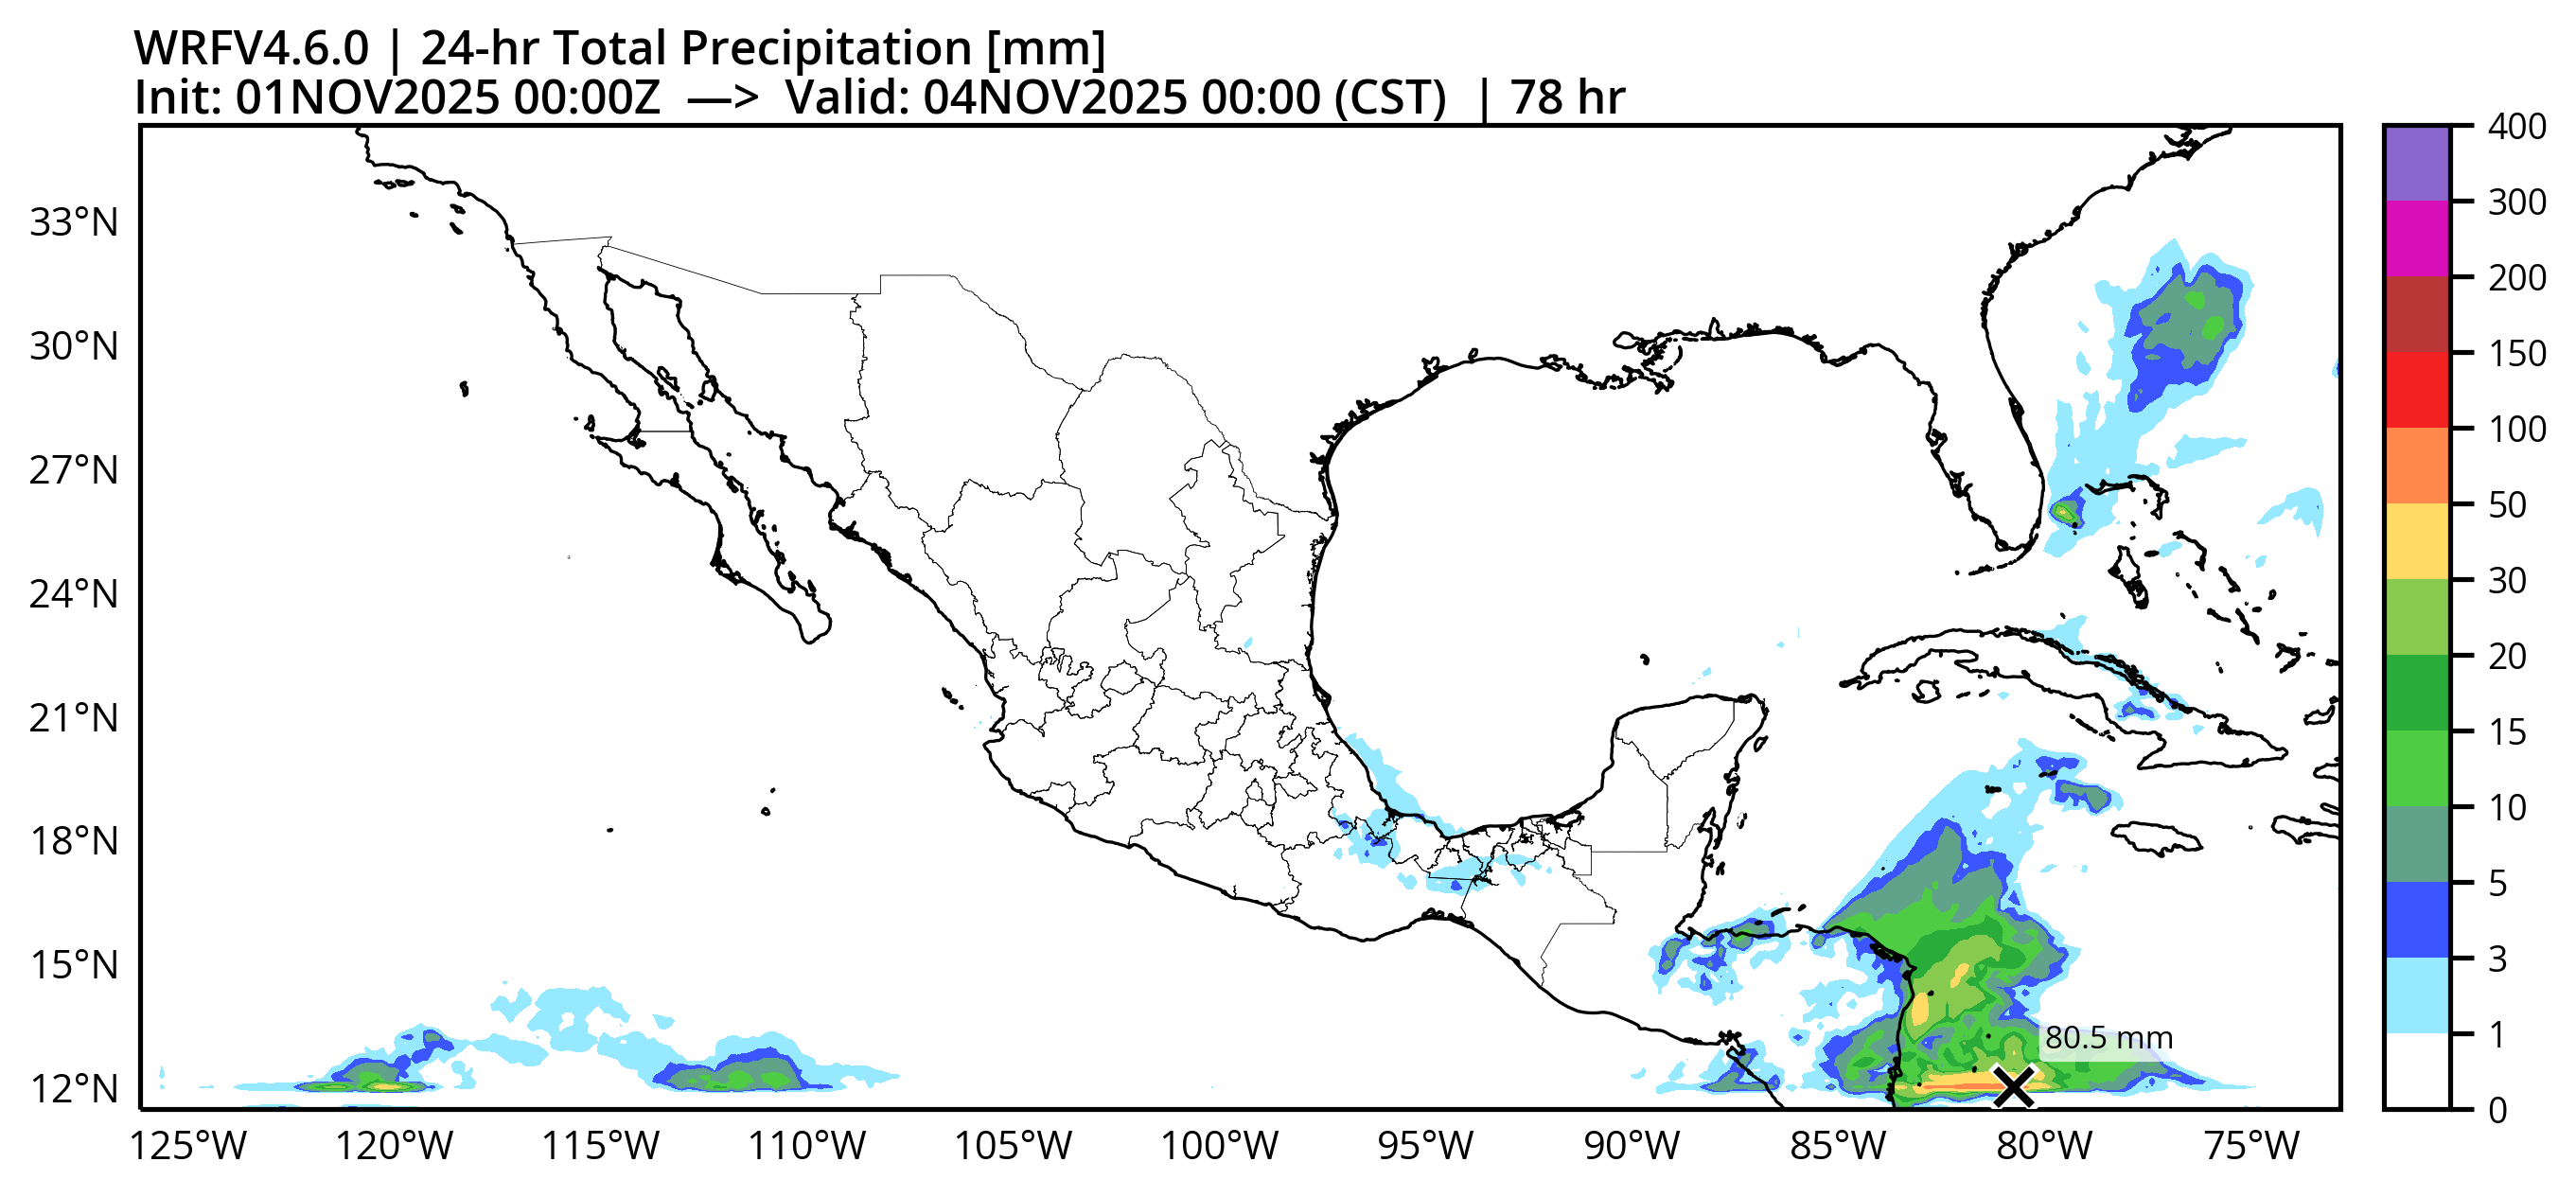 WRFV4.6.0 | 24-hr Total Precipitation [mm]
Init: 01NOV2025 00:00Z —> Valid: 04NOV2025 00:00 (CST) | 78 hr
33°N
30°N
27°N
24°N
21°N
18°N
15°N
12°N
125°W 120°W 115°W 110°W 105°W 100°W 95°W 90°W 85°W 80°W 75°W
80.5 mm
400
300
200
150
100
50
30
20
15
10
5
3
1
0